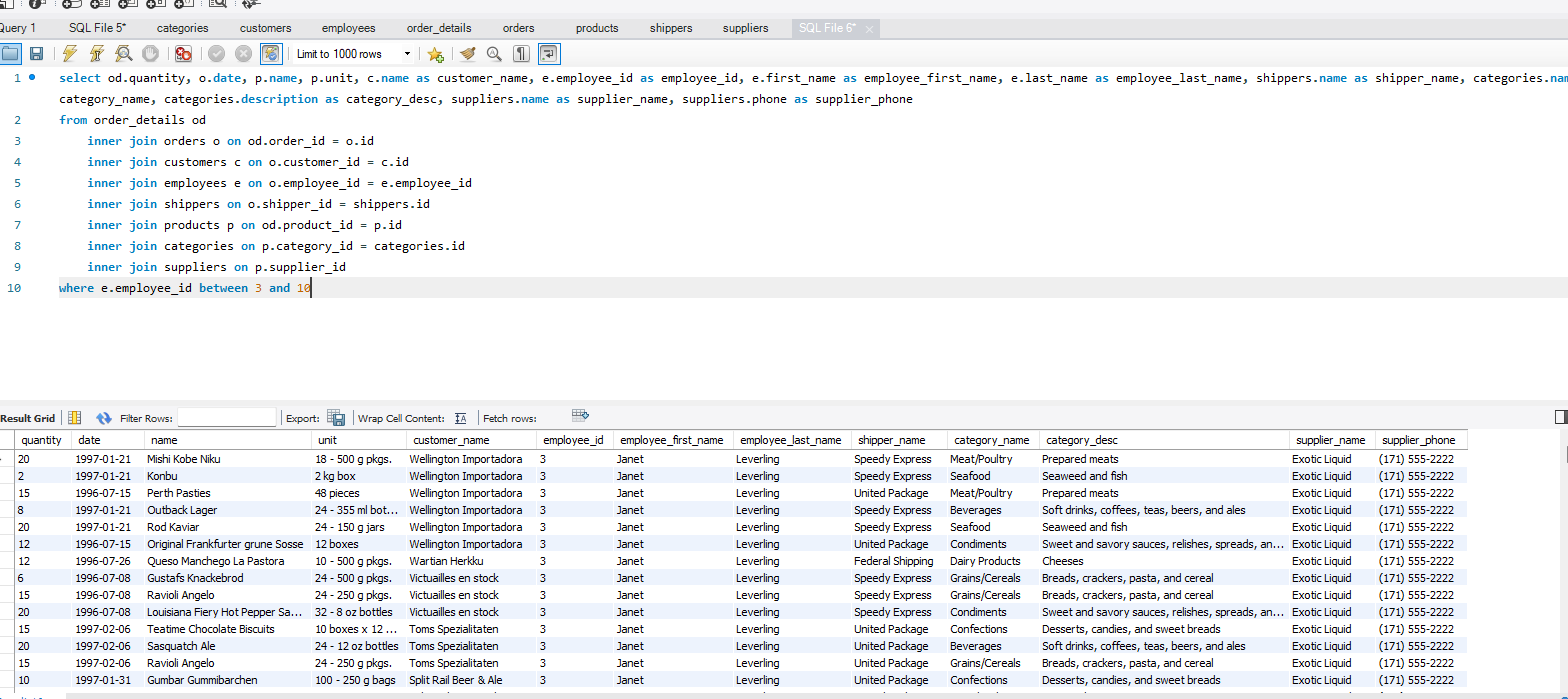 Query 1 SQL File 5* categories customers employees order_details orders products shippers suppliers SQL File 6*
Limit to 1000 rows
1 select od.quantity, o.date, p.name, p.unit, c.name as customer_name, e.employee_id as employee_id, e.first_name as employee_first_name, e.last_name as employee_last_name, shippers.name as shipper_name, categories.nam
category_name, categories.description as category_desc, suppliers.name as supplier_name, suppliers.phone as supplier_phone
2 from order_details od
3 inner join orders o on od.order_id = o.id
4 inner join customers c on o.customer_id = c.id
5 inner join employees e on o.employee_id = e.employee_id
6 inner join shippers on o.shipper_id = shippers.id
7 inner join products p on od.product_id = p.id
8 inner join categories on p.category_id = categories.id
9 inner join suppliers on p.supplier_id
10 where e.employee_id between 3 and 10
Result Grid Filter Rows: Export: Wrap Cell Content: IA Fetch rows:
quantity date name unit customer_name employee_id employee_first_name employee_last_name shipper_name category_name category_desc supplier_name supplier_phone
20 1997-01-21 Mishi Kobe Niku 18 - 500 g pkgs. Wellington Importadora 3 Janet Leverling Speedy Express Meat/Poultry Prepared meats Exotic Liquid (171) 555-2222
2 1997-01-21 Konbu 2 kg box Wellington Importadora 3 Janet Leverling Speedy Express Seafood Seaweed and fish Exotic Liquid (171) 555-2222
15 1996-07-15 Perth Pasties 48 pieces Wellington Importadora 3 Janet Leverling United Package Meat/Poultry Prepared meats Exotic Liquid (171) 555-2222
8 1997-01-21 Outback Lager 24 - 355 ml bot... Wellington Importadora 3 Janet Leverling Speedy Express Beverages Soft drinks, coffees, teas, beers, and ales Exotic Liquid (171) 555-2222
20 1997-01-21 Rod Kaviar 24 - 150 g jars Wellington Importadora 3 Janet Leverling Speedy Express Seafood Seaweed and fish Exotic Liquid (171) 555-2222
12 1996-07-15 Original Frankfurter grune Sosse 12 boxes Wellington Importadora 3 Janet Leverling United Package Condiments Sweet and savory sauces, relishes, spreads, an... Exotic Liquid (171) 555-2222
12 1996-07-26 Queso Manchego La Pastora 10 - 500 g pkgs. Wartian Herkku 3 Janet Leverling Federal Shipping Dairy Products Cheeses Exotic Liquid (171) 555-2222
6 1996-07-08 Gustafs Knackebrod 24 - 500 g pkgs. Victuailles en stock 3 Janet Leverling Speedy Express Grains/Cereals Breads, crackers, pasta, and cereal Exotic Liquid (171) 555-2222
15 1996-07-08 Ravioli Angelo 24 - 250 g pkgs. Victuailles en stock 3 Janet Leverling Speedy Express Grains/Cereals Breads, crackers, pasta, and cereal Exotic Liquid (171) 555-2222
20 1996-07-08 Louisiana Fiery Hot Pepper Sa... 32 - 8 oz bottles Victuailles en stock 3 Janet Leverling Speedy Express Condiments Sweet and savory sauces, relishes, spreads, an... Exotic Liquid (171) 555-2222
15 1997-02-06 Teatime Chocolate Biscuits 10 boxes x 12 ... Toms Spezialitaten 3 Janet Leverling United Package Confections Desserts, candies, and sweet breads Exotic Liquid (171) 555-2222
20 1997-02-06 Sasquatch Ale 24 - 12 oz bottles Toms Spezialitaten 3 Janet Leverling United Package Beverages Soft drinks, coffees, teas, beers, and ales Exotic Liquid (171) 555-2222
15 1997-02-06 Ravioli Angelo 24 - 250 g pkgs. Toms Spezialitaten 3 Janet Leverling United Package Grains/Cereals Breads, crackers, pasta, and cereal Exotic Liquid (171) 555-2222
10 1997-01-31 Gumbar Gummibarchen 100 - 250 g bags Split Rail Beer & Ale 3 Janet Leverling United Package Confections Desserts, candies, and sweet breads Exotic Liquid (171) 555-2222